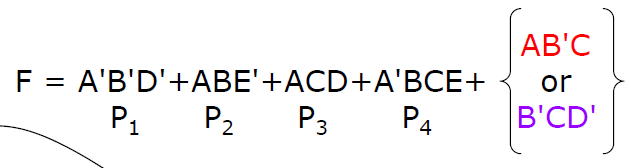 AB'C
F = A'B'D'+ABE'+ACD+A'BCE+ or
P₁ P₂ P₃ P₄ B'CD'